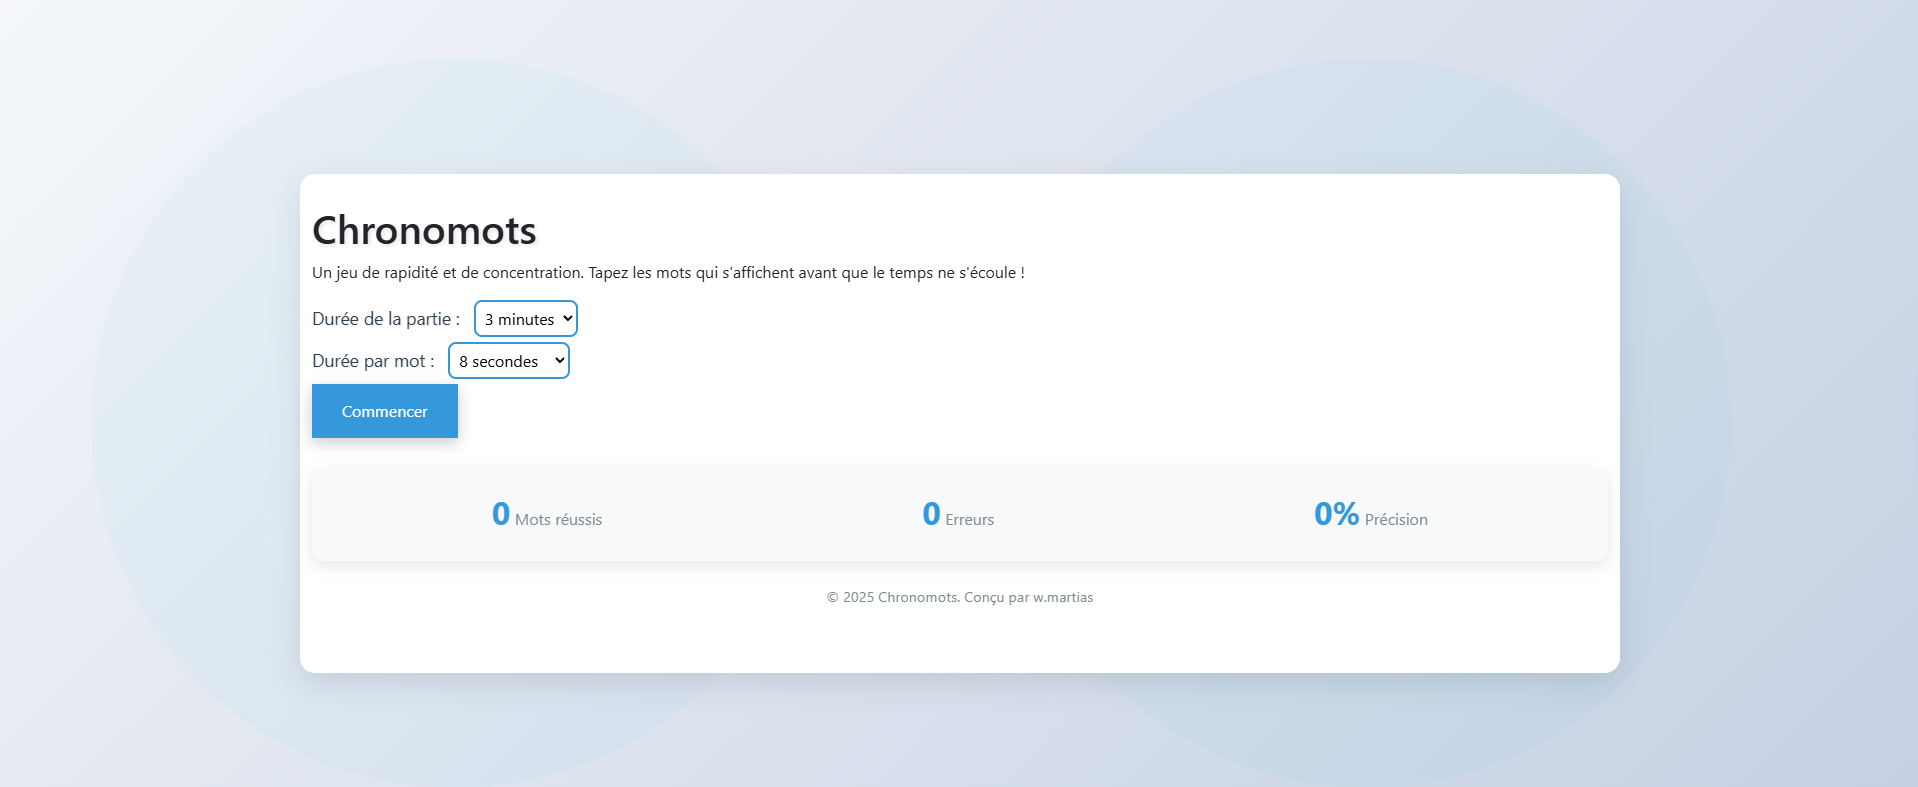 Chronomots
Un jeu de rapidité et de concentration. Tapez les mots qui s'affichent avant que le temps ne s'écoule !
Durée de la partie : 3 minutes
Durée par mot : 8 secondes
Commencer
0 Mots réussis 0 Erreurs 0% Précision
© 2025 Chronomots. Conçu par w.martias